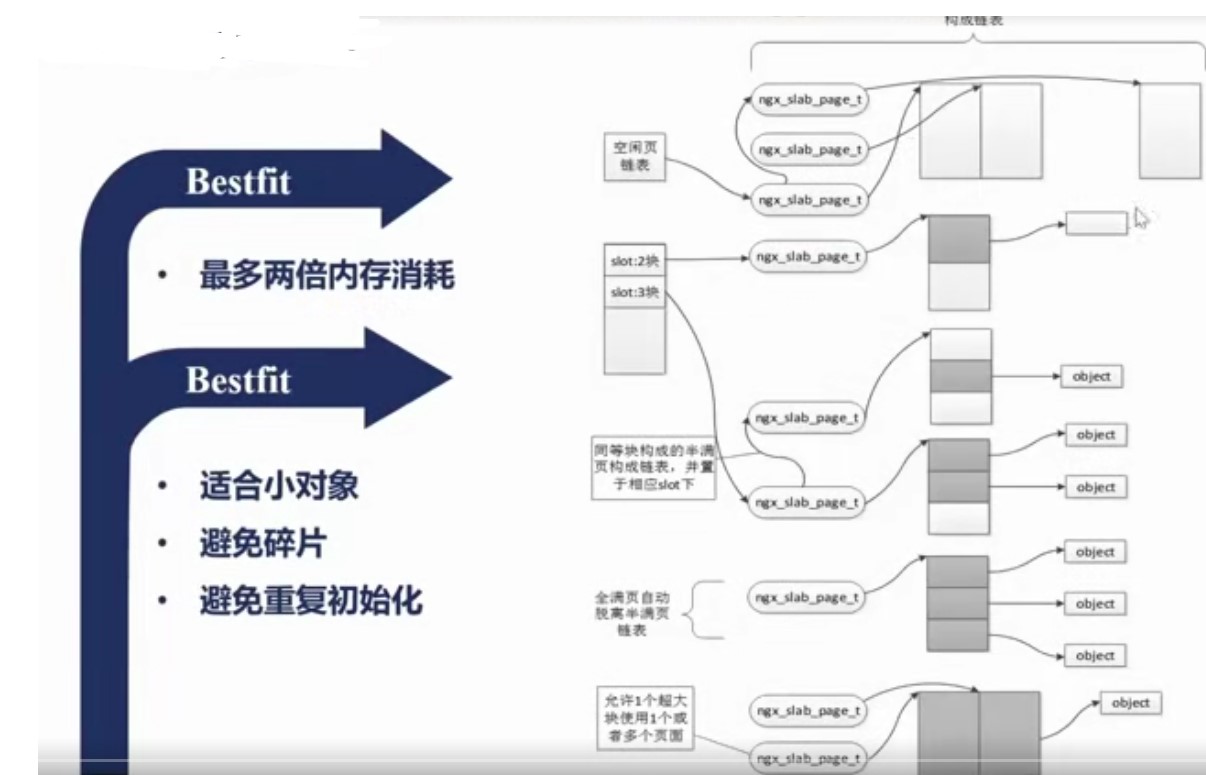 Bestfit
• 最多两倍内存消耗
Bestfit
• 适合小对象
• 避免碎片
• 避免重复初始化
构成链表
ngx_slab_page_t
ngx_slab_page_t
空闲页
链表
ngx_slab_page_t
slot:2块
slot:3块
ngx_slab_page_t
object
ngx_slab_page_t
同等块构成的半满
页构成链表，并置
于相应slot下
object
object
ngx_slab_page_t
object
全满页自动
脱离半满页
链表
ngx_slab_page_t
object
object
允许1个超大
块使用1个或
者多个页面
ngx_slab_page_t
object
ngx_slab_page_t